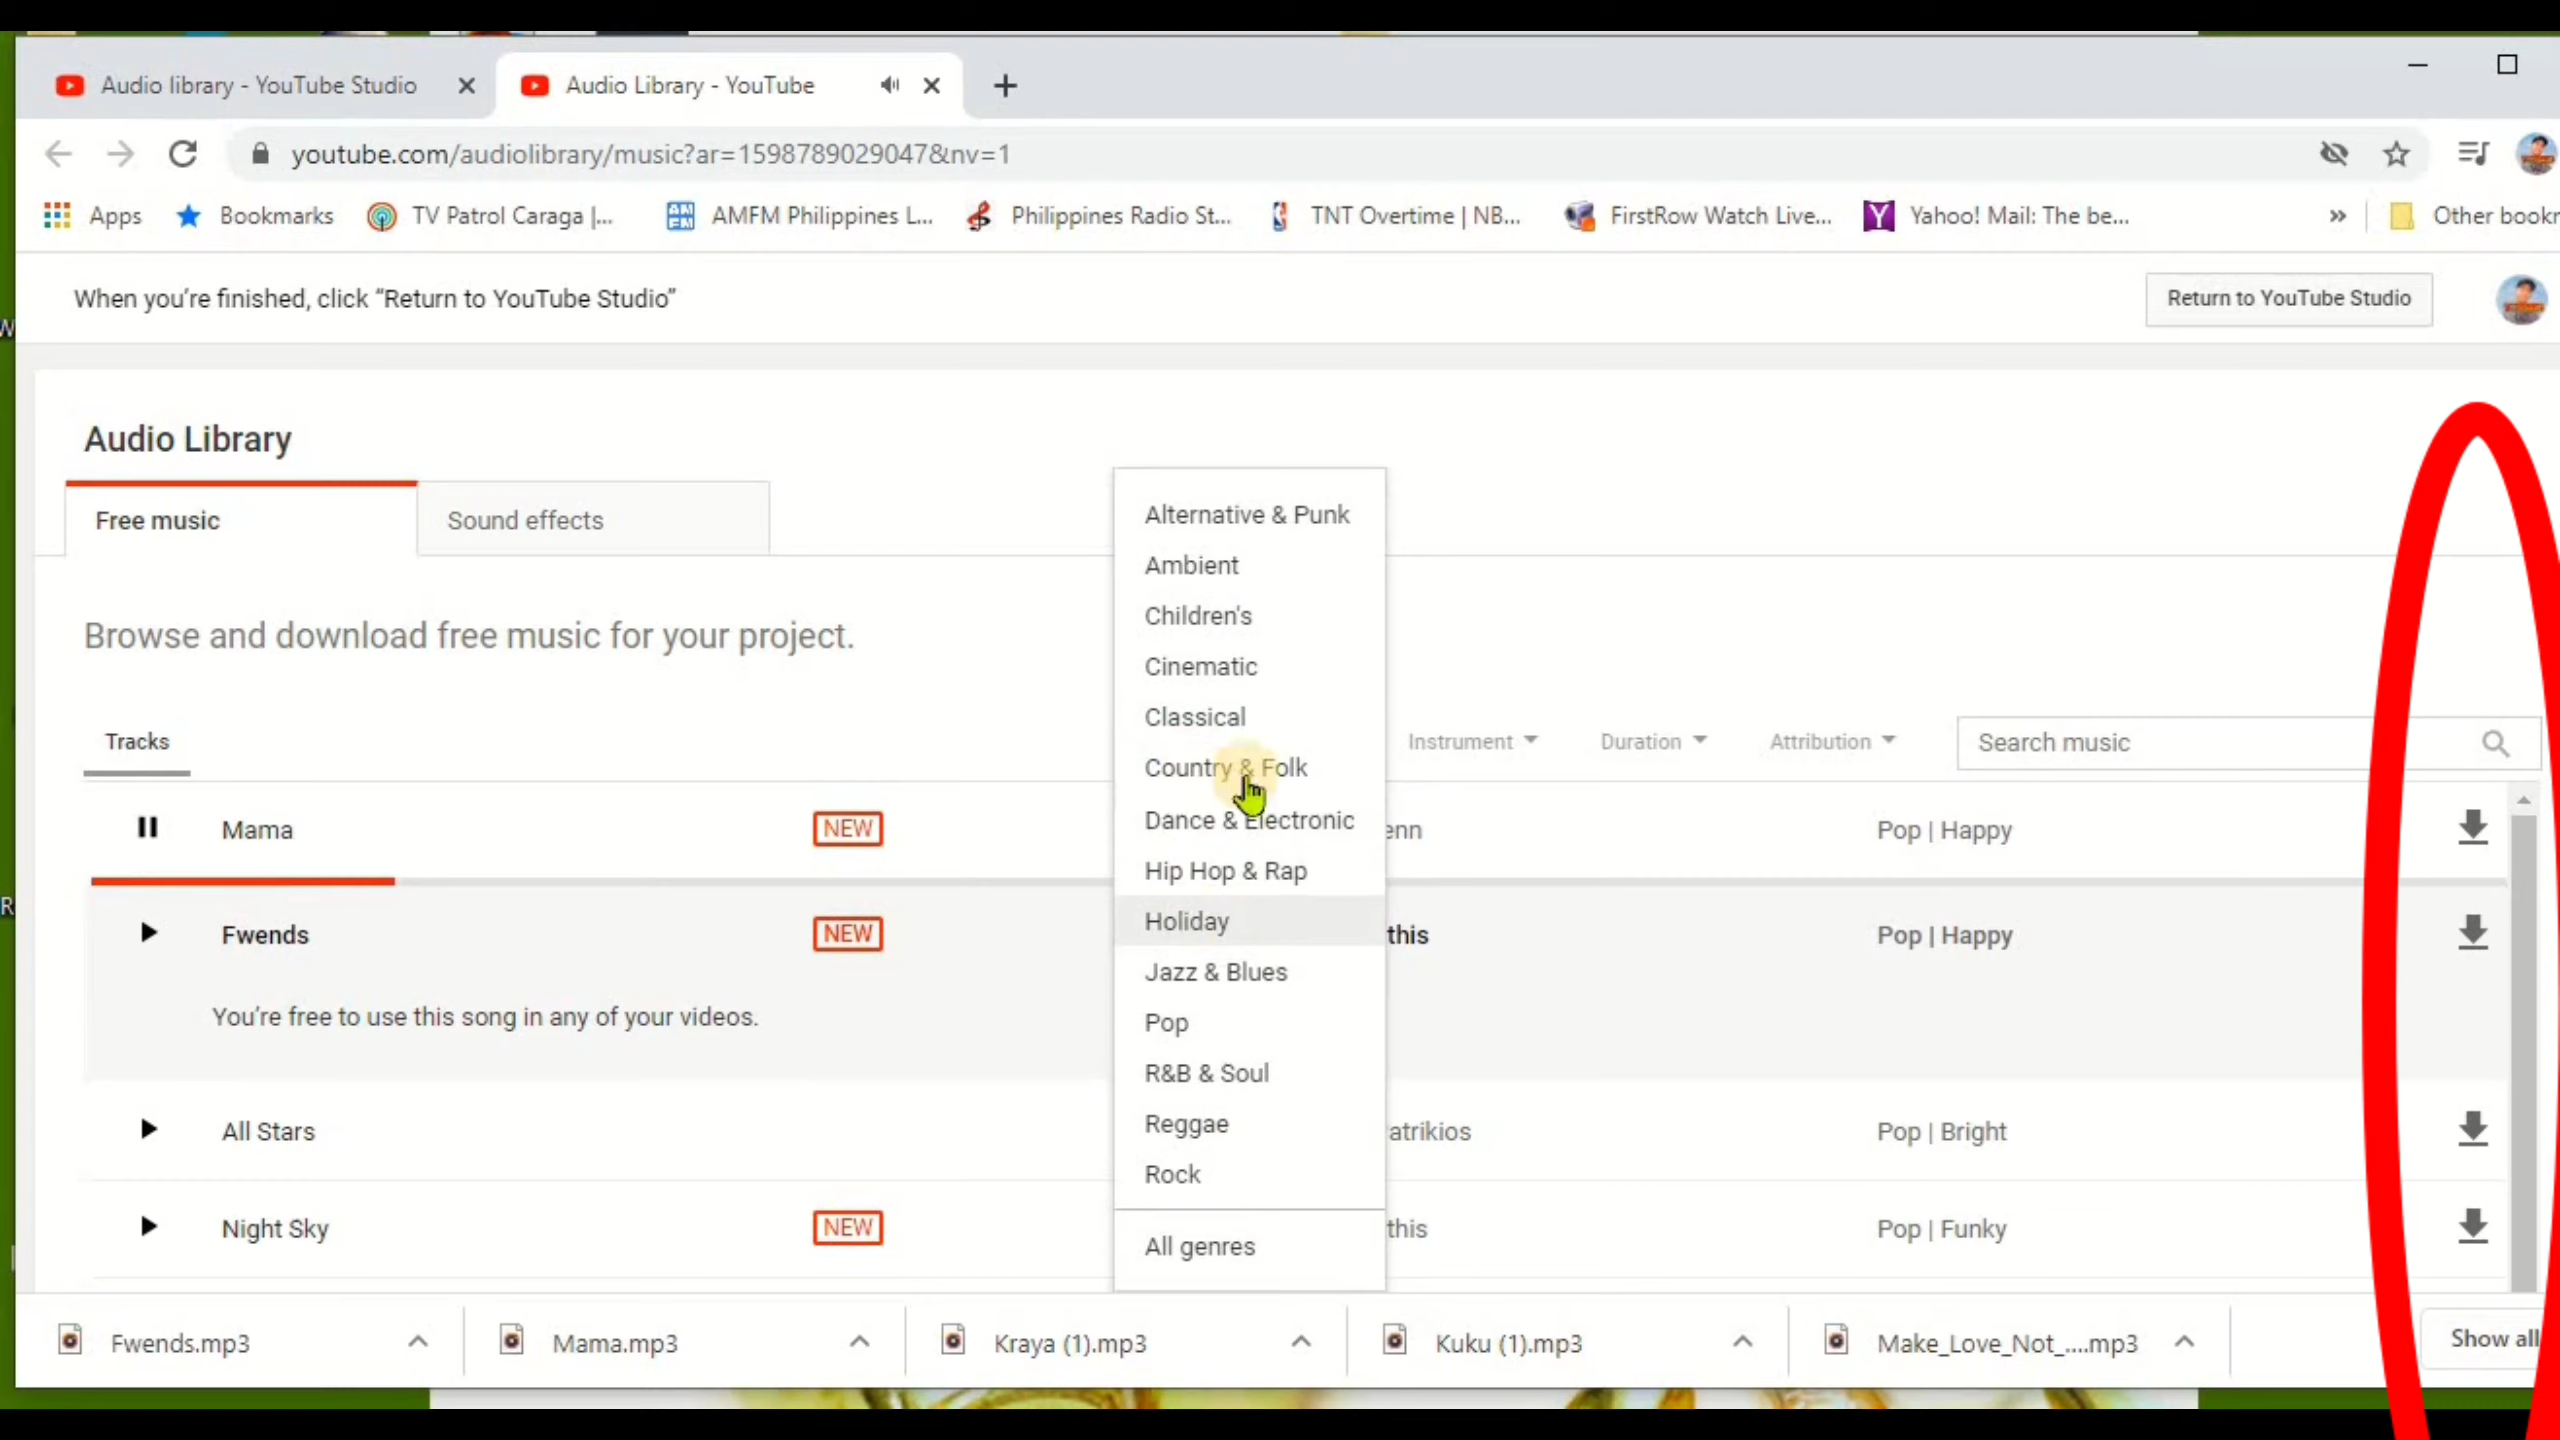 Audio library - YouTube Studio
Audio Library - YouTube
youtube.com/audiolibrary/music?ar=1598789029047&nv=1
Apps
Bookmarks
TV Patrol Caraga |...
AMFM Philippines L...
Philippines Radio St...
TNT Overtime | NB...
FirstRow Watch Live...
Yahoo! Mail: The be...
»
Other bookr
When you're finished, click “Return to YouTube Studio”
Return to YouTube Studio
Audio Library
Free music
Sound effects
Browse and download free music for your project.
Alternative & Punk
Ambient
Children's
Cinematic
Classical
Country & Folk
Dance & Electronic
Hip Hop & Rap
Holiday
Jazz & Blues
Pop
R&B & Soul
Reggae
Rock
All genres
Tracks
Instrument
Duration
Attribution
Search music
Mama
NEW
enn
Pop | Happy
Fwends
NEW
this
Pop | Happy
You're free to use this song in any of your videos.
All Stars
atrikios
Pop | Bright
Night Sky
NEW
this
Pop | Funky
Fwends.mp3
Mama.mp3
Kraya (1).mp3
Kuku (1).mp3
Make_Love_Not_....mp3
Show all